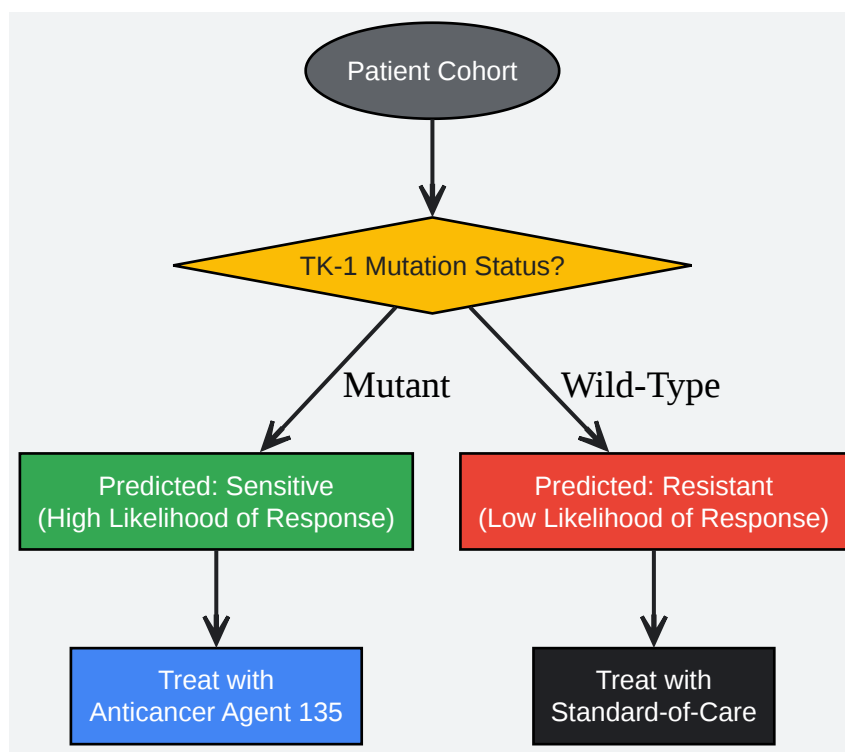 Patient Cohort
TK-1 Mutation Status?
Mutant
Wild-Type
Predicted: Sensitive
(High Likelihood of Response)
Predicted: Resistant
(Low Likelihood of Response)
Treat with
Anticancer Agent 135
Treat with
Standard-of-Care